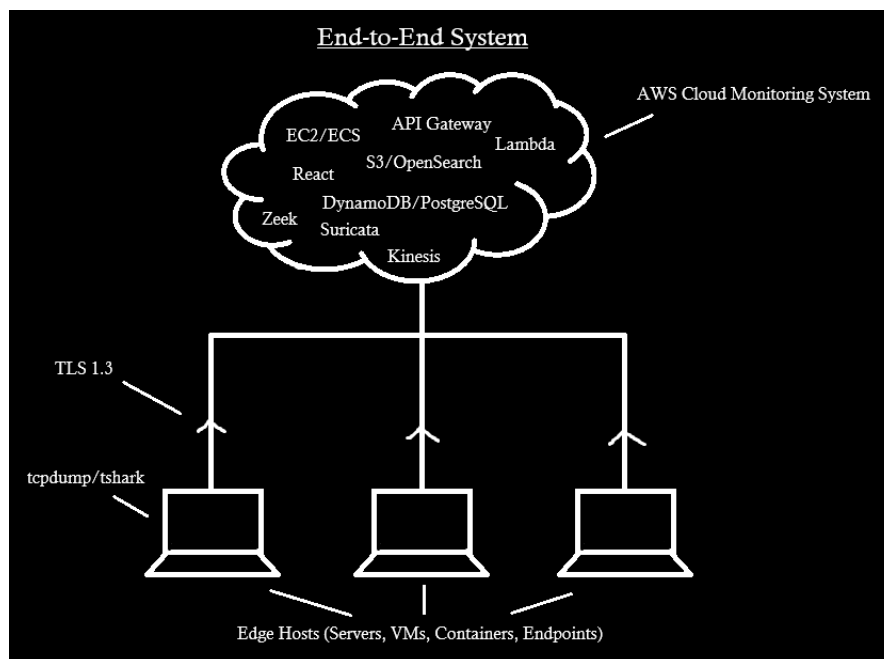 End-to-End System
AWS Cloud Monitoring System
API Gateway
EC2/ECS
Lambda
S3/OpenSearch
React
DynamoDB/PostgreSQL
Zeek
Suricata
Kinesis
TLS 1.3
tcpdump/tshark
Edge Hosts (Servers, VMs, Containers, Endpoints)